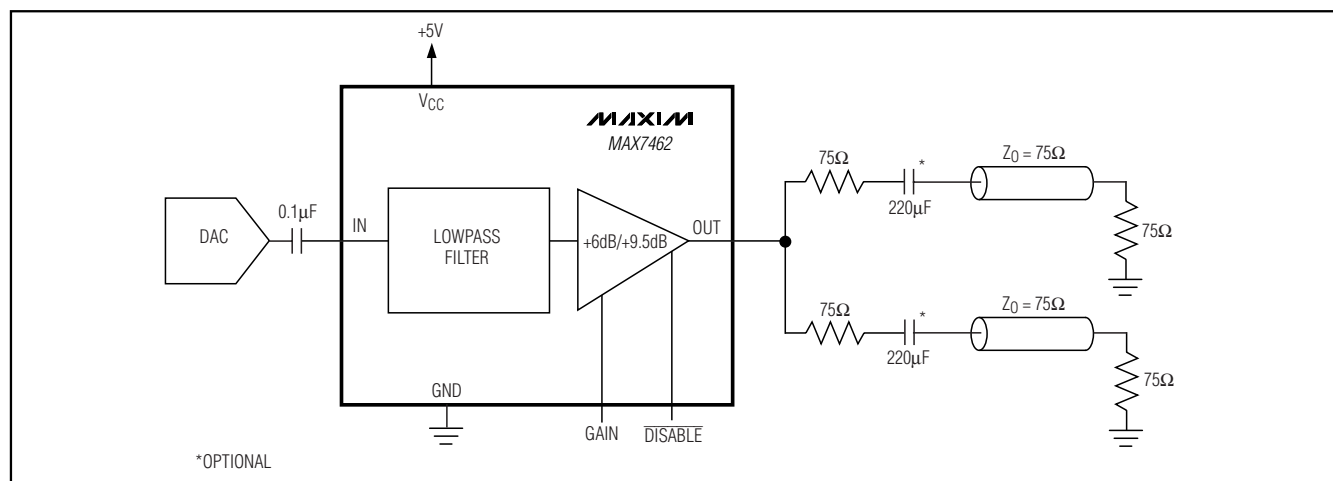 +5V
VCC
MAXIM
MAX7462
DAC
0.1µF
IN
LOWPASS
FILTER
+6dB/+9.5dB
OUT
75Ω
*
220µF
Z0 = 75Ω
75Ω
75Ω
*
220µF
Z0 = 75Ω
75Ω
GND
GAIN
DISABLE
*OPTIONAL